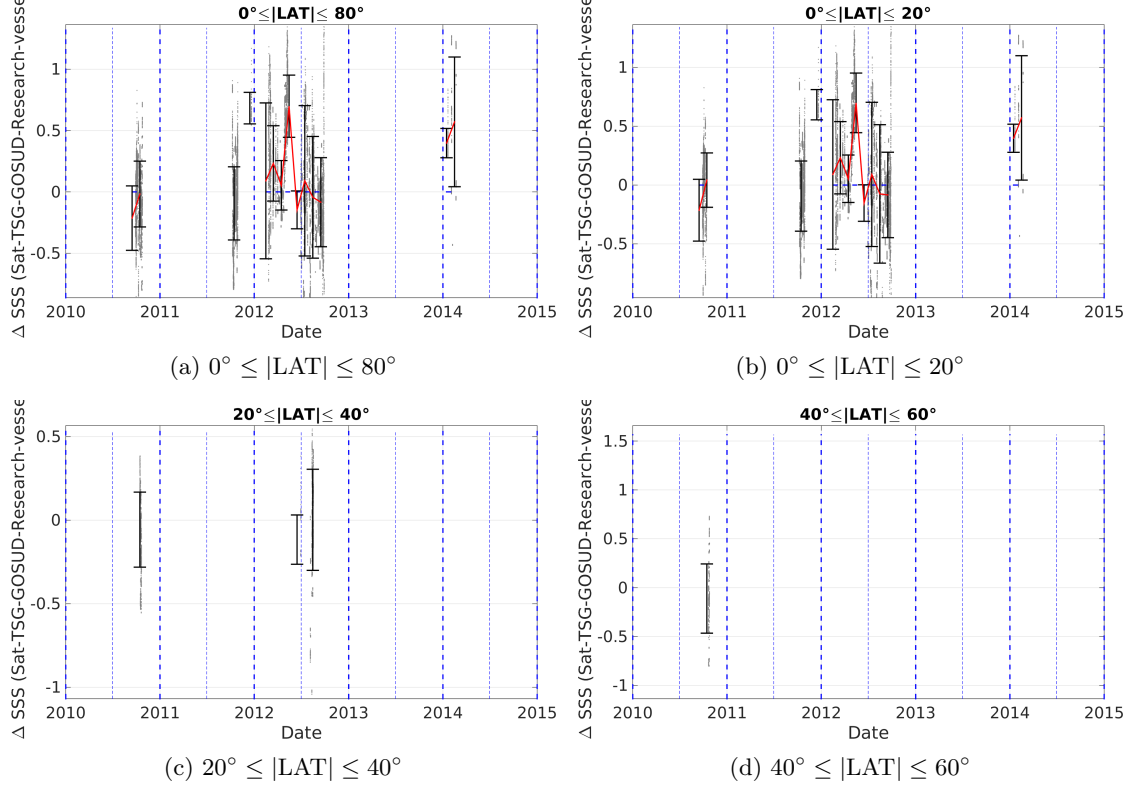 0°≤|LAT|≤ 80°
Δ SSS (Sat-TSG-GOSUD-Research-vesse
1
0.5
0
-0.5
2010 2011 2012 2013 2014 2015
Date
(a) 0° ≤ |LAT| ≤ 80°
0°≤|LAT|≤ 20°
Δ SSS (Sat-TSG-GOSUD-Research-vesse
1
0.5
0
-0.5
2010 2011 2012 2013 2014 2015
Date
(b) 0° ≤ |LAT| ≤ 20°
20°≤|LAT|≤ 40°
Δ SSS (Sat-TSG-GOSUD-Research-vesse
0.5
0
-0.5
-1
2010 2011 2012 2013 2014 2015
Date
(c) 20° ≤ |LAT| ≤ 40°
40°≤|LAT|≤ 60°
Δ SSS (Sat-TSG-GOSUD-Research-vesse
1.5
1
0.5
0
-0.5
-1
2010 2011 2012 2013 2014 2015
Date
(d) 40° ≤ |LAT| ≤ 60°